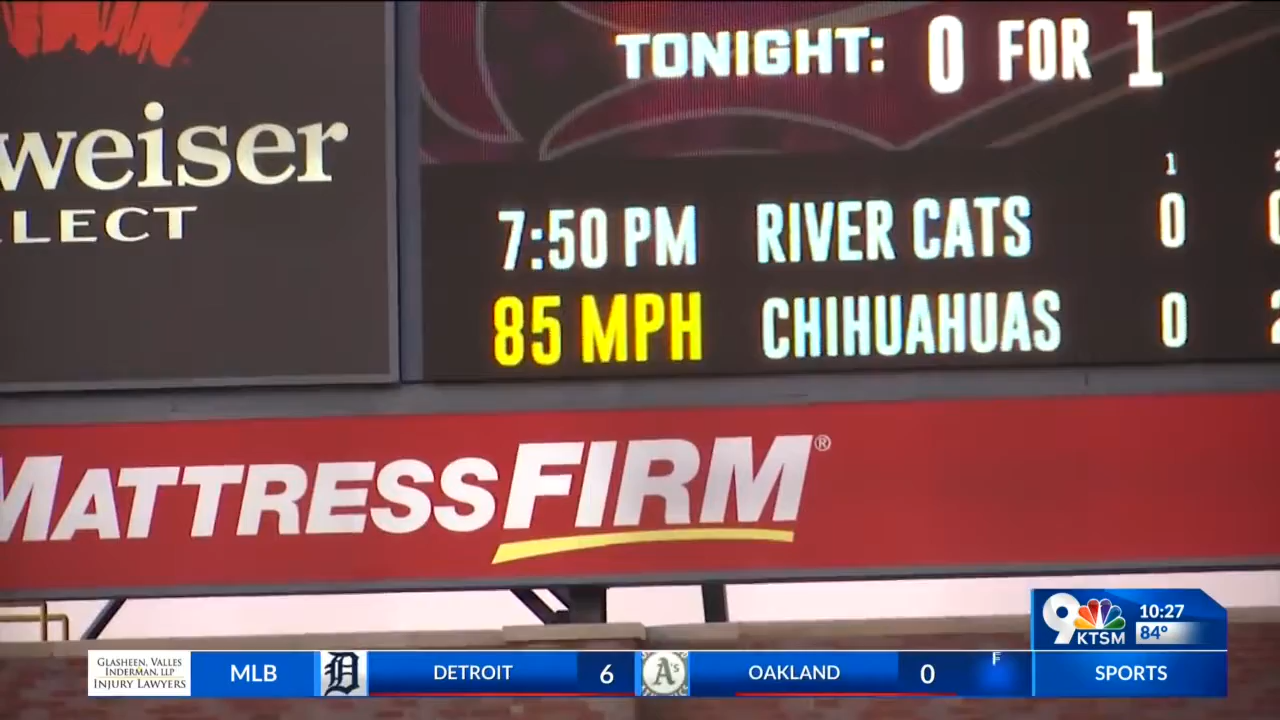 TONIGHT: 0 FOR 1
weiser
LECT
1
7:50 PM RIVER CATS 0
85 MPH CHIHUAHUAS 0
MATTRESSFIRM®
9 KTSM 10:27 84°
GLASHEEN, VALLES
INDERMAN, LLP
INJURY LAWYERS
MLB D DETROIT 6 A's OAKLAND 0 F SPORTS